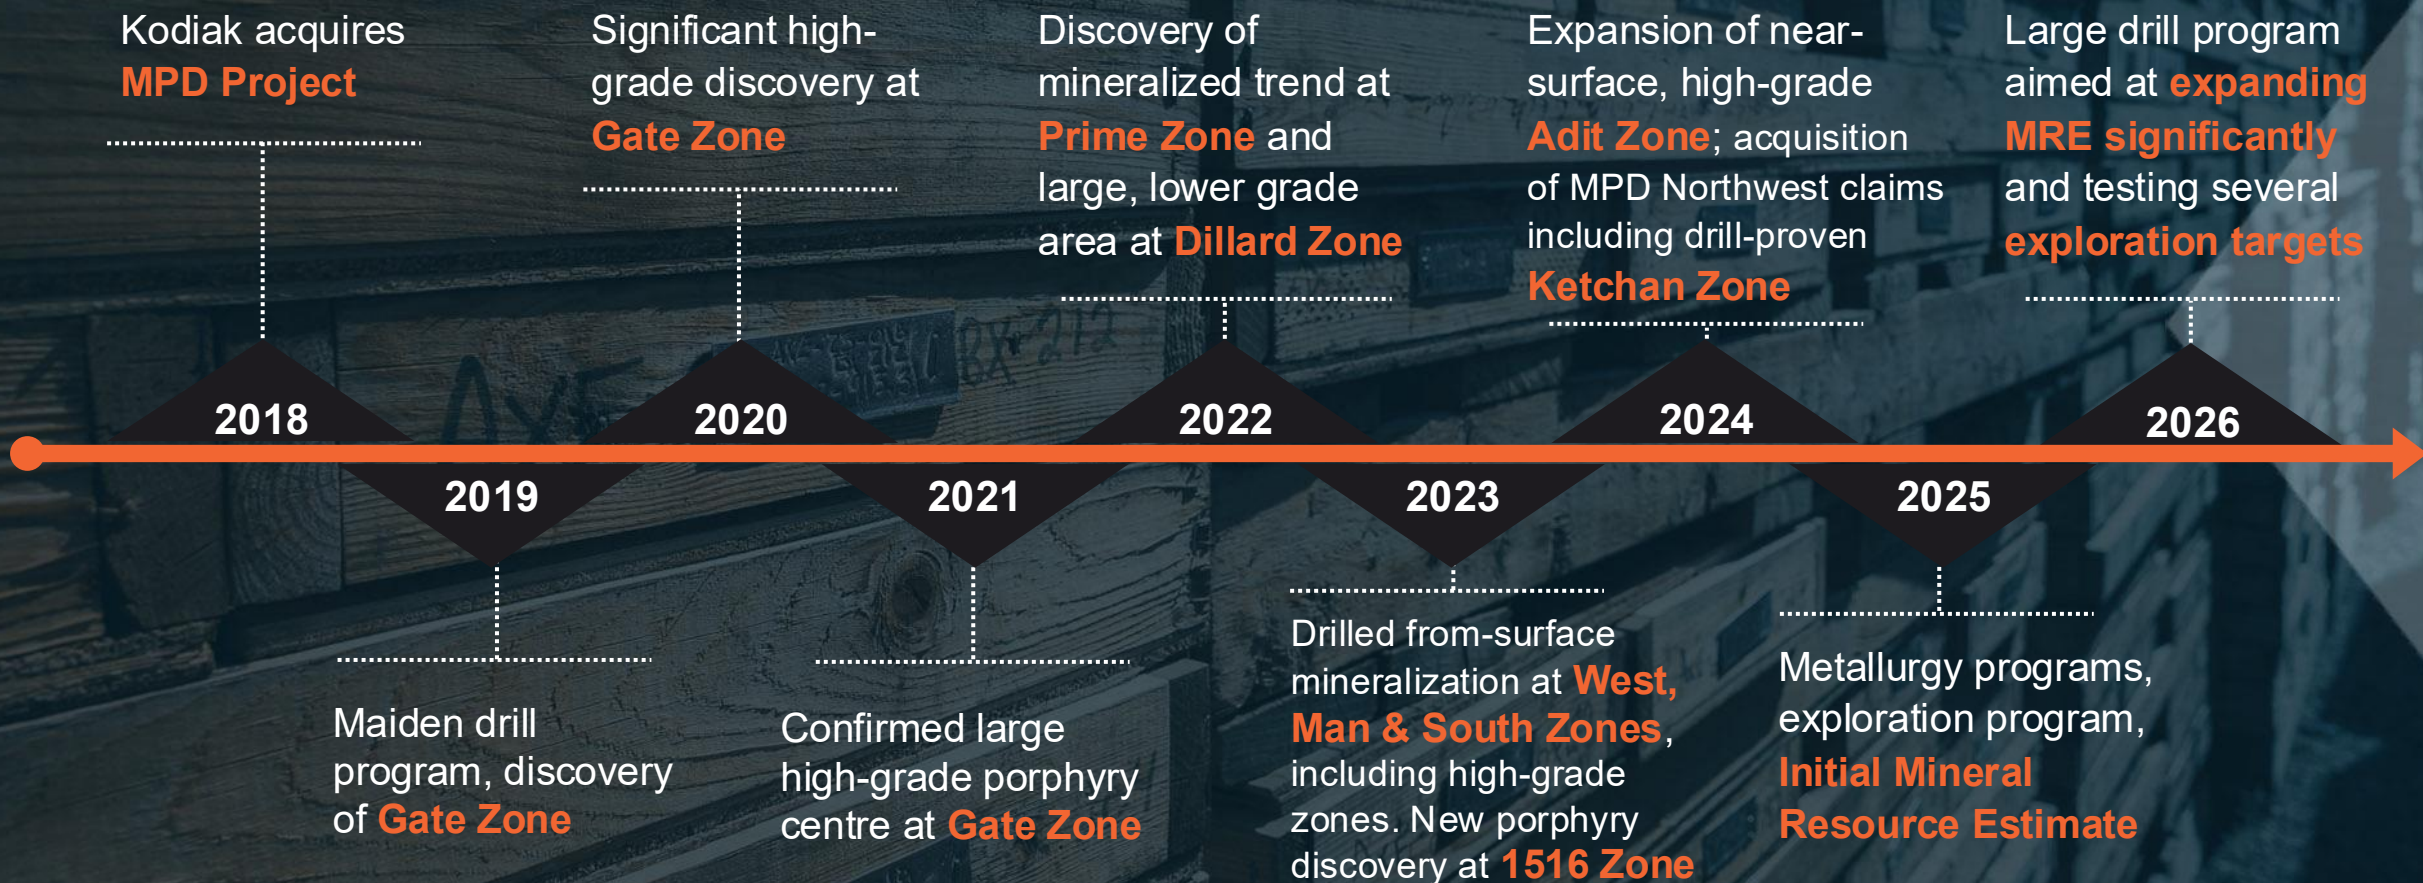 Kodiak acquires
MPD Project
Significant high-
grade discovery at
Gate Zone
Discovery of
mineralized trend at
Prime Zone and
large, lower grade
area at Dillard Zone
Expansion of near-
surface, high-grade
Adit Zone; acquisition
of MPD Northwest claims
including drill-proven
Ketchan Zone
Large drill program
aimed at expanding
MRE significantly
and testing several
exploration targets
BX-212
2018
2020
2022
2024
2026
2019
2021
2023
2025
Maiden drill
program, discovery
of Gate Zone
Confirmed large
high-grade porphyry
centre at Gate Zone
Drilled from-surface
mineralization at West,
Man & South Zones,
including high-grade
zones. New porphyry
discovery at 1516 Zone
Metallurgy programs,
exploration program,
Initial Mineral
Resource Estimate